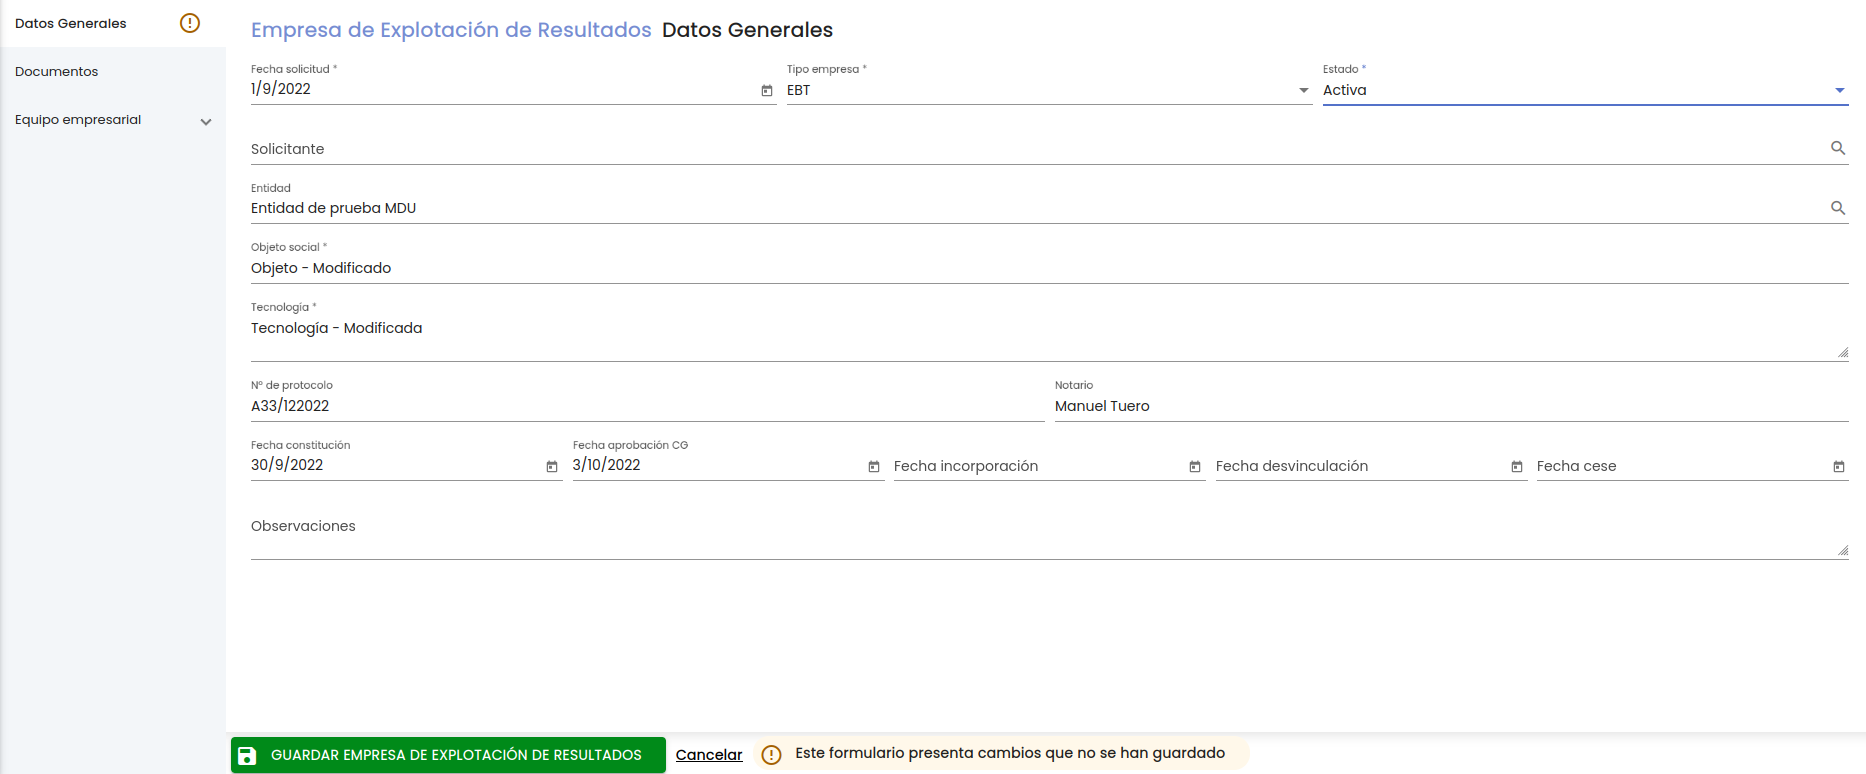 Datos Generales
Documentos
Equipo empresarial
Empresa de Explotación de Resultados Datos Generales
Fecha solicitud * Tipo empresa * Estado *
1/9/2022 EBT Activa
Solicitante
Entidad
Entidad de prueba MDU
Objeto social *
Objeto - Modificado
Tecnología *
Tecnología - Modificada
Nº de protocolo Notario
A33/122022 Manuel Tuero
Fecha constitución Fecha aprobación CG
30/9/2022 3/10/2022 Fecha incorporación Fecha desvinculación Fecha cese
Observaciones
GUARDAR EMPRESA DE EXPLOTACIÓN DE RESULTADOS Cancelar Este formulario presenta cambios que no se han guardado